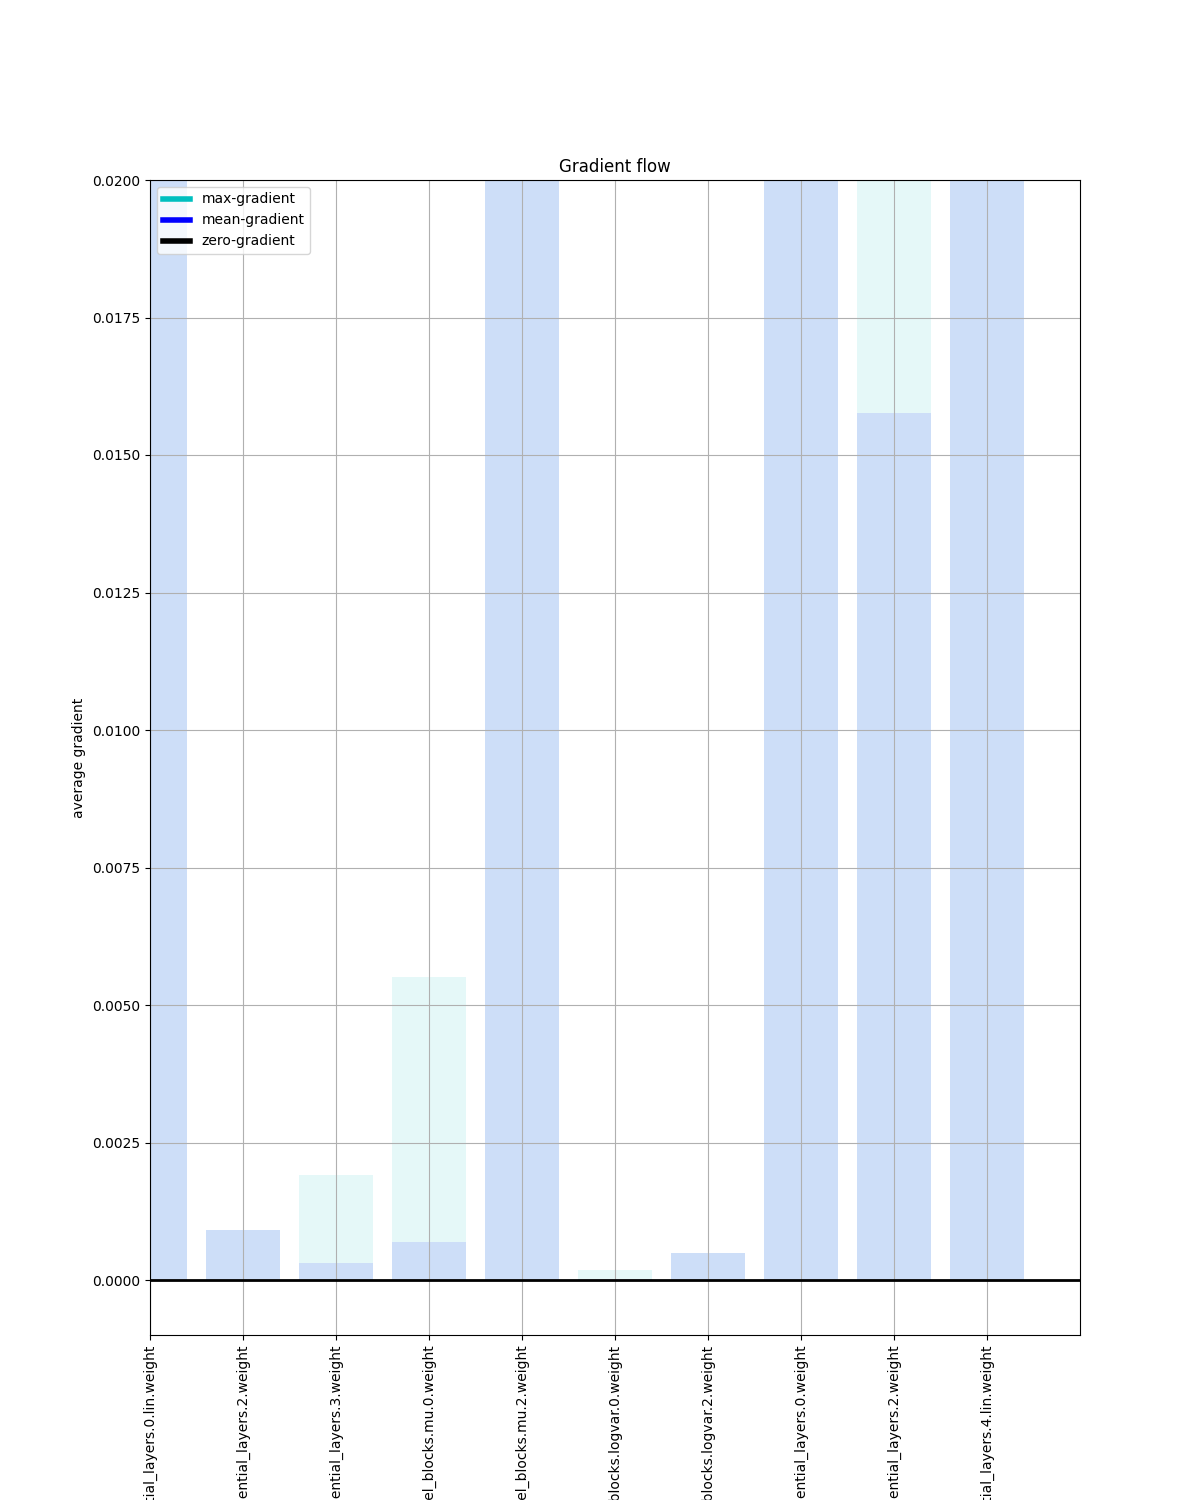 Gradient flow
max-gradient
mean-gradient
zero-gradient
0.0200
0.0175
0.0150
0.0125
0.0100
0.0075
0.0050
0.0025
0.0000
average gradient
tial_layers.0.lin.weight
ential_layers.2.weight
ential_layers.3.weight
el_blocks.mu.0.weight
el_blocks.mu.2.weight
blocks.logvar.0.weight
blocks.logvar.2.weight
ential_layers.0.weight
ential_layers.2.weight
tial_layers.4.lin.weight